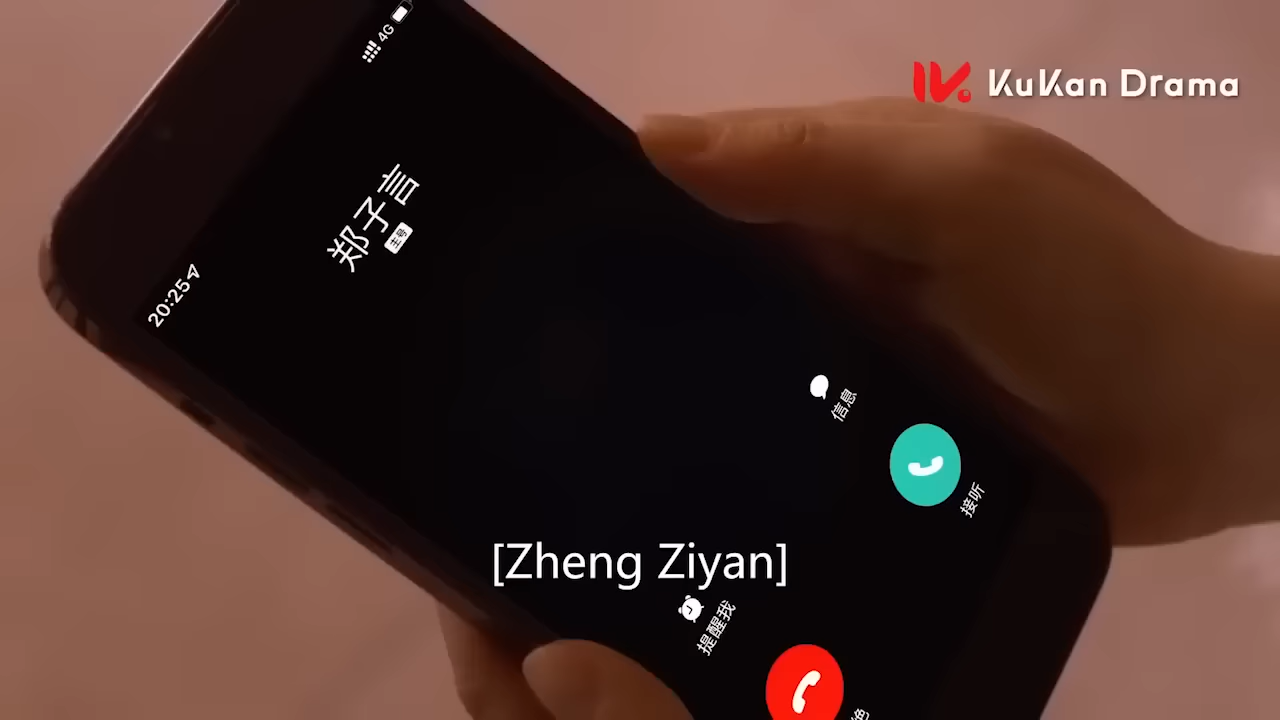 KuKan Drama
4G
20:25
郑子言
主号
信息
接听
[Zheng Ziyan]
提醒我